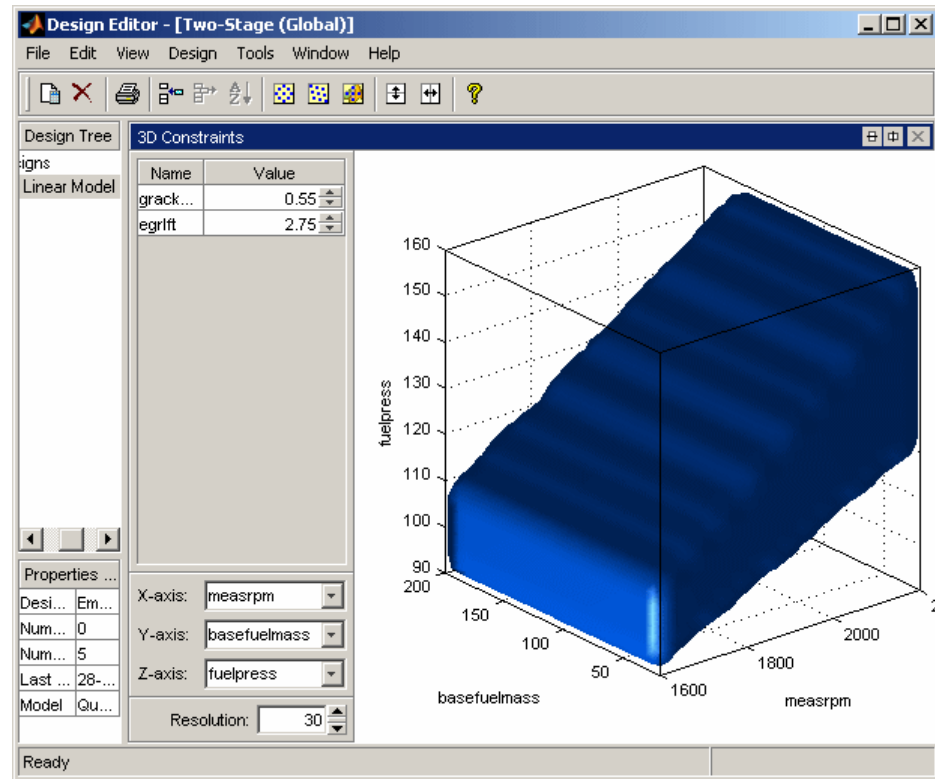 Design Editor - [Two-Stage (Global)]
File Edit View Design Tools Window Help
Design Tree
igns
Linear Model
3D Constraints
Name Value
grack... 0.55
egrlft 2.75
160
150
140
130
120
110
100
90
fuelpress
200
150
100
50
basefuelmass
1600
1800
2000
2
measrpm
Properties ...
Desi... Em...
Num... 0
Num... 5
Last ... 28-...
Model Qu...
X-axis: measrpm
Y-axis: basefuelmass
Z-axis: fuelpress
Resolution: 30
Ready